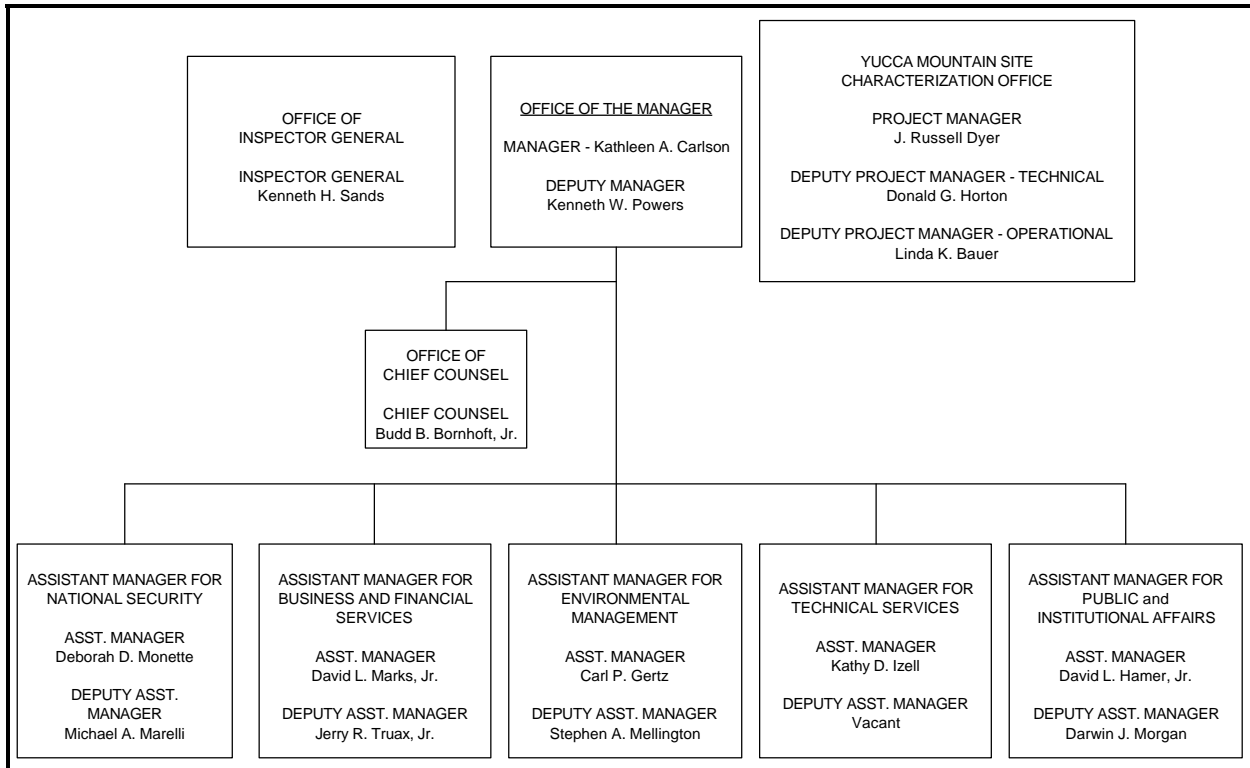 OFFICE OF
INSPECTOR GENERAL
INSPECTOR GENERAL
Kenneth H. Sands
OFFICE OF THE MANAGER
MANAGER - Kathleen A. Carlson
DEPUTY MANAGER
Kenneth W. Powers
YUCCA MOUNTAIN SITE
CHARACTERIZATION OFFICE
PROJECT MANAGER
J. Russell Dyer
DEPUTY PROJECT MANAGER - TECHNICAL
Donald G. Horton
DEPUTY PROJECT MANAGER - OPERATIONAL
Linda K. Bauer
OFFICE OF
CHIEF COUNSEL
CHIEF COUNSEL
Budd B. Bornhoft, Jr.
ASSISTANT MANAGER FOR
NATIONAL SECURITY
ASST. MANAGER
Deborah D. Monette
DEPUTY ASST.
MANAGER
Michael A. Marelli
ASSISTANT MANAGER FOR
BUSINESS AND FINANCIAL
SERVICES
ASST. MANAGER
David L. Marks, Jr.
DEPUTY ASST. MANAGER
Jerry R. Truax, Jr.
ASSISTANT MANAGER FOR
ENVIRONMENTAL
MANAGEMENT
ASST. MANAGER
Carl P. Gertz
DEPUTY ASST. MANAGER
Stephen A. Mellington
ASSISTANT MANAGER FOR
TECHNICAL SERVICES
ASST. MANAGER
Kathy D. Izell
DEPUTY ASST. MANAGER
Vacant
ASSISTANT MANAGER FOR
PUBLIC and
INSTITUTIONAL AFFAIRS
ASST. MANAGER
David L. Hamer, Jr.
DEPUTY ASST. MANAGER
Darwin J. Morgan